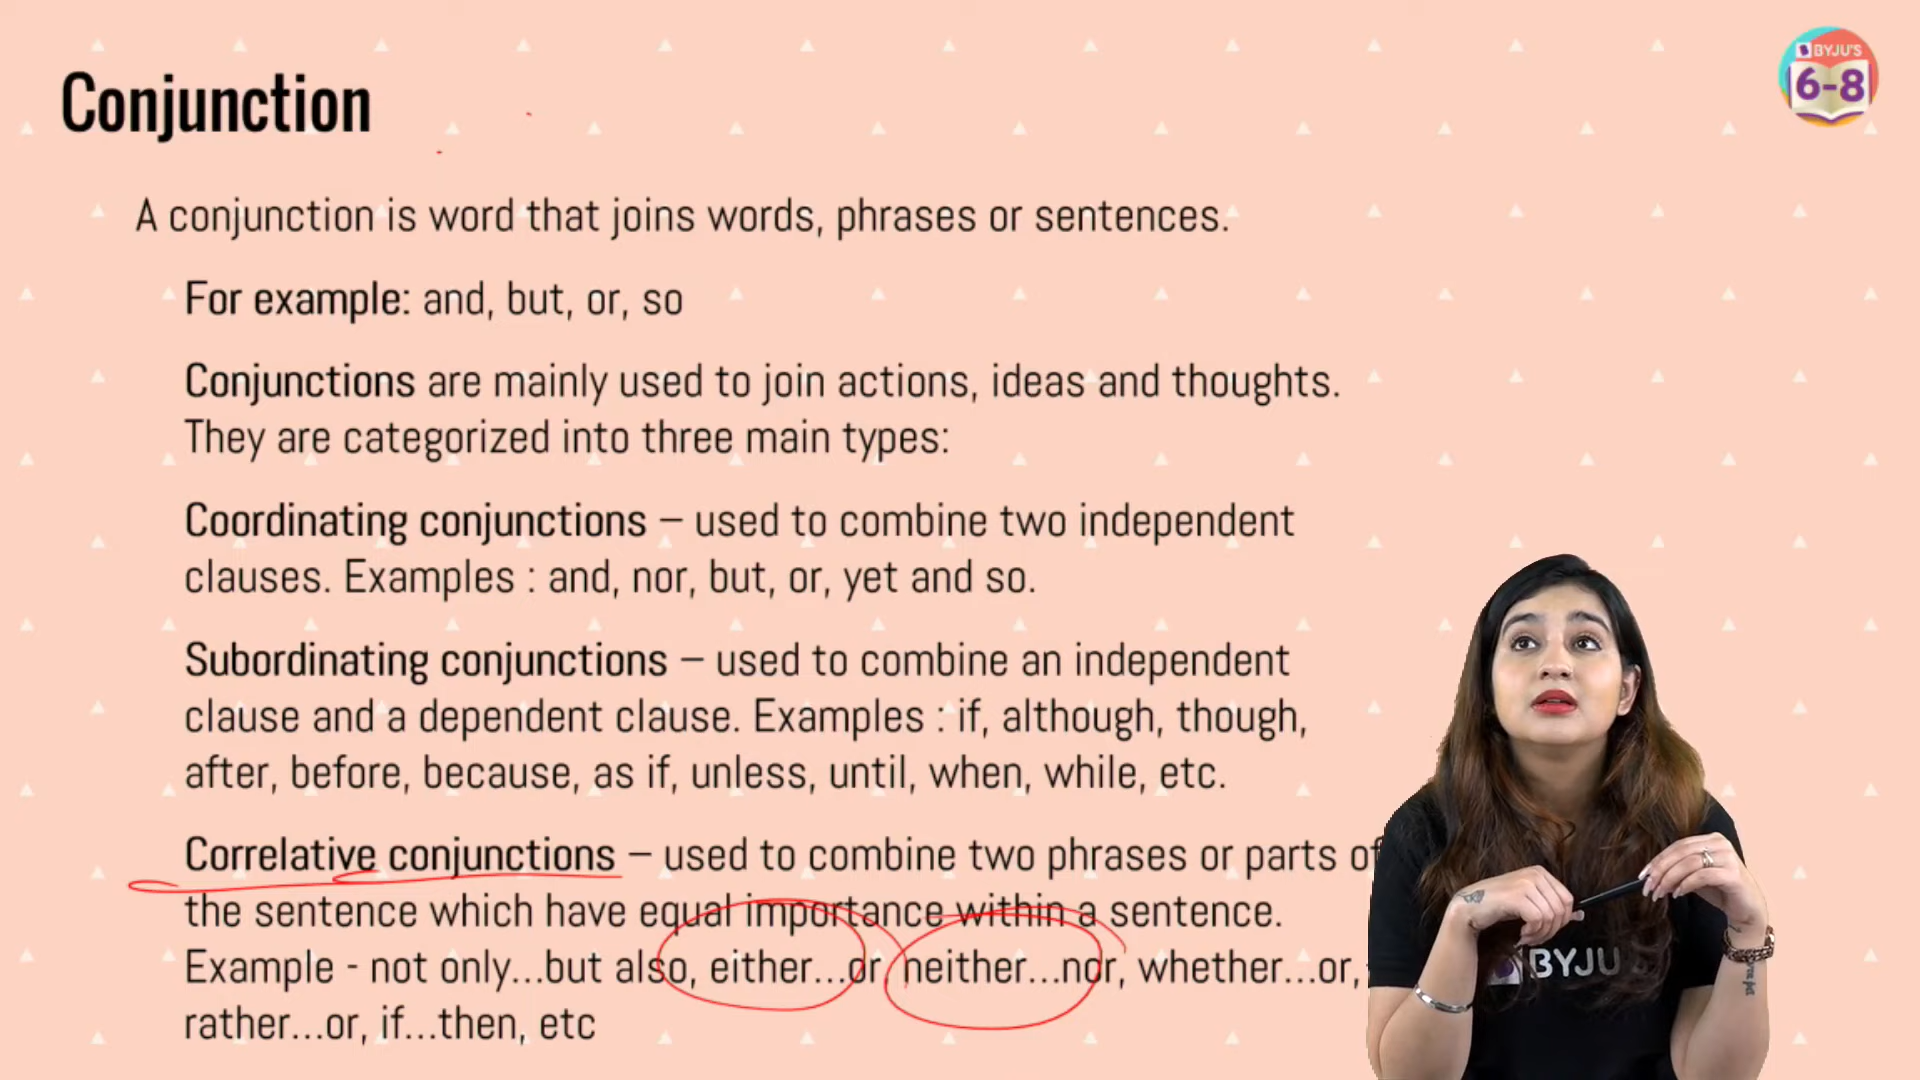 BYJU'S
6-8
Conjunction
A conjunction is word that joins words, phrases or sentences.
For example: and, but, or, so
Conjunctions are mainly used to join actions, ideas and thoughts.
They are categorized into three main types:
Coordinating conjunctions – used to combine two independent
clauses. Examples : and, nor, but, or, yet and so.
Subordinating conjunctions – used to combine an independent
clause and a dependent clause. Examples : if, although, though,
after, before, because, as if, unless, until, when, while, etc.
Correlative conjunctions – used to combine two phrases or parts of
the sentence which have equal importance within a sentence.
Example - not only...but also, either...or, neither...nor, whether...or,
rather...or, if...then, etc
BYJU